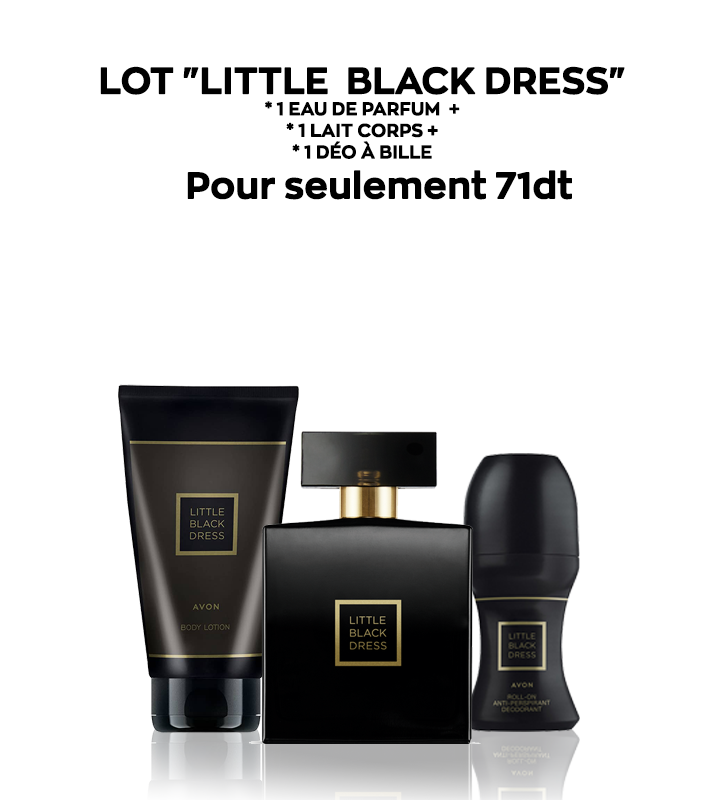 LOT "LITTLE BLACK DRESS"
* 1 EAU DE PARFUM +
* 1 LAIT CORPS +
* 1 DÉO À BILLE
Pour seulement 71dt
LITTLE
BLACK
DRESS
AVON
BODY LOTION
LITTLE
BLACK
DRESS
LITTLE
BLACK
DRESS
AVON
ROLL-ON
ANTI-PERSPIRANT
DEODORANT